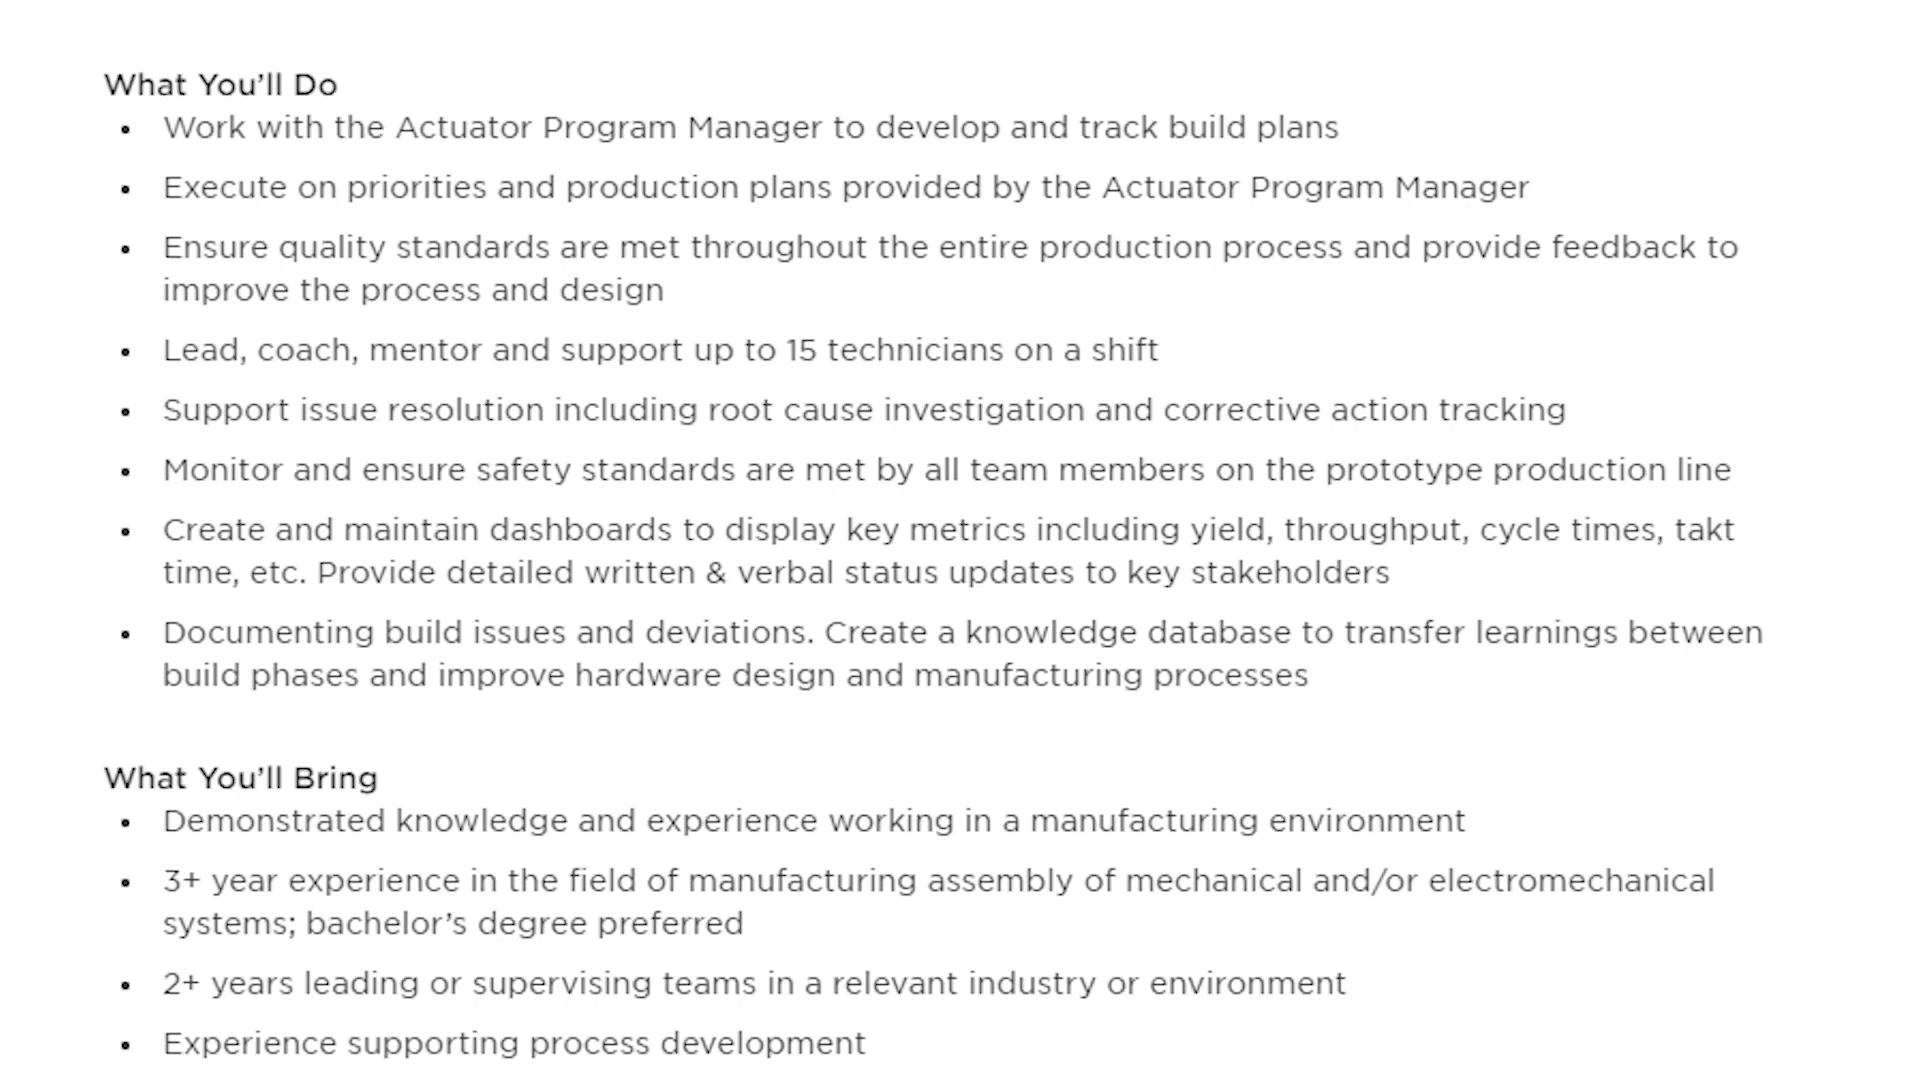 What You’ll Do
• Work with the Actuator Program Manager to develop and track build plans
• Execute on priorities and production plans provided by the Actuator Program Manager
• Ensure quality standards are met throughout the entire production process and provide feedback to
improve the process and design
• Lead, coach, mentor and support up to 15 technicians on a shift
• Support issue resolution including root cause investigation and corrective action tracking
• Monitor and ensure safety standards are met by all team members on the prototype production line
• Create and maintain dashboards to display key metrics including yield, throughput, cycle times, takt
time, etc. Provide detailed written & verbal status updates to key stakeholders
• Documenting build issues and deviations. Create a knowledge database to transfer learnings between
build phases and improve hardware design and manufacturing processes
What You’ll Bring
• Demonstrated knowledge and experience working in a manufacturing environment
• 3+ year experience in the field of manufacturing assembly of mechanical and/or electromechanical
systems; bachelor’s degree preferred
• 2+ years leading or supervising teams in a relevant industry or environment
• Experience supporting process development